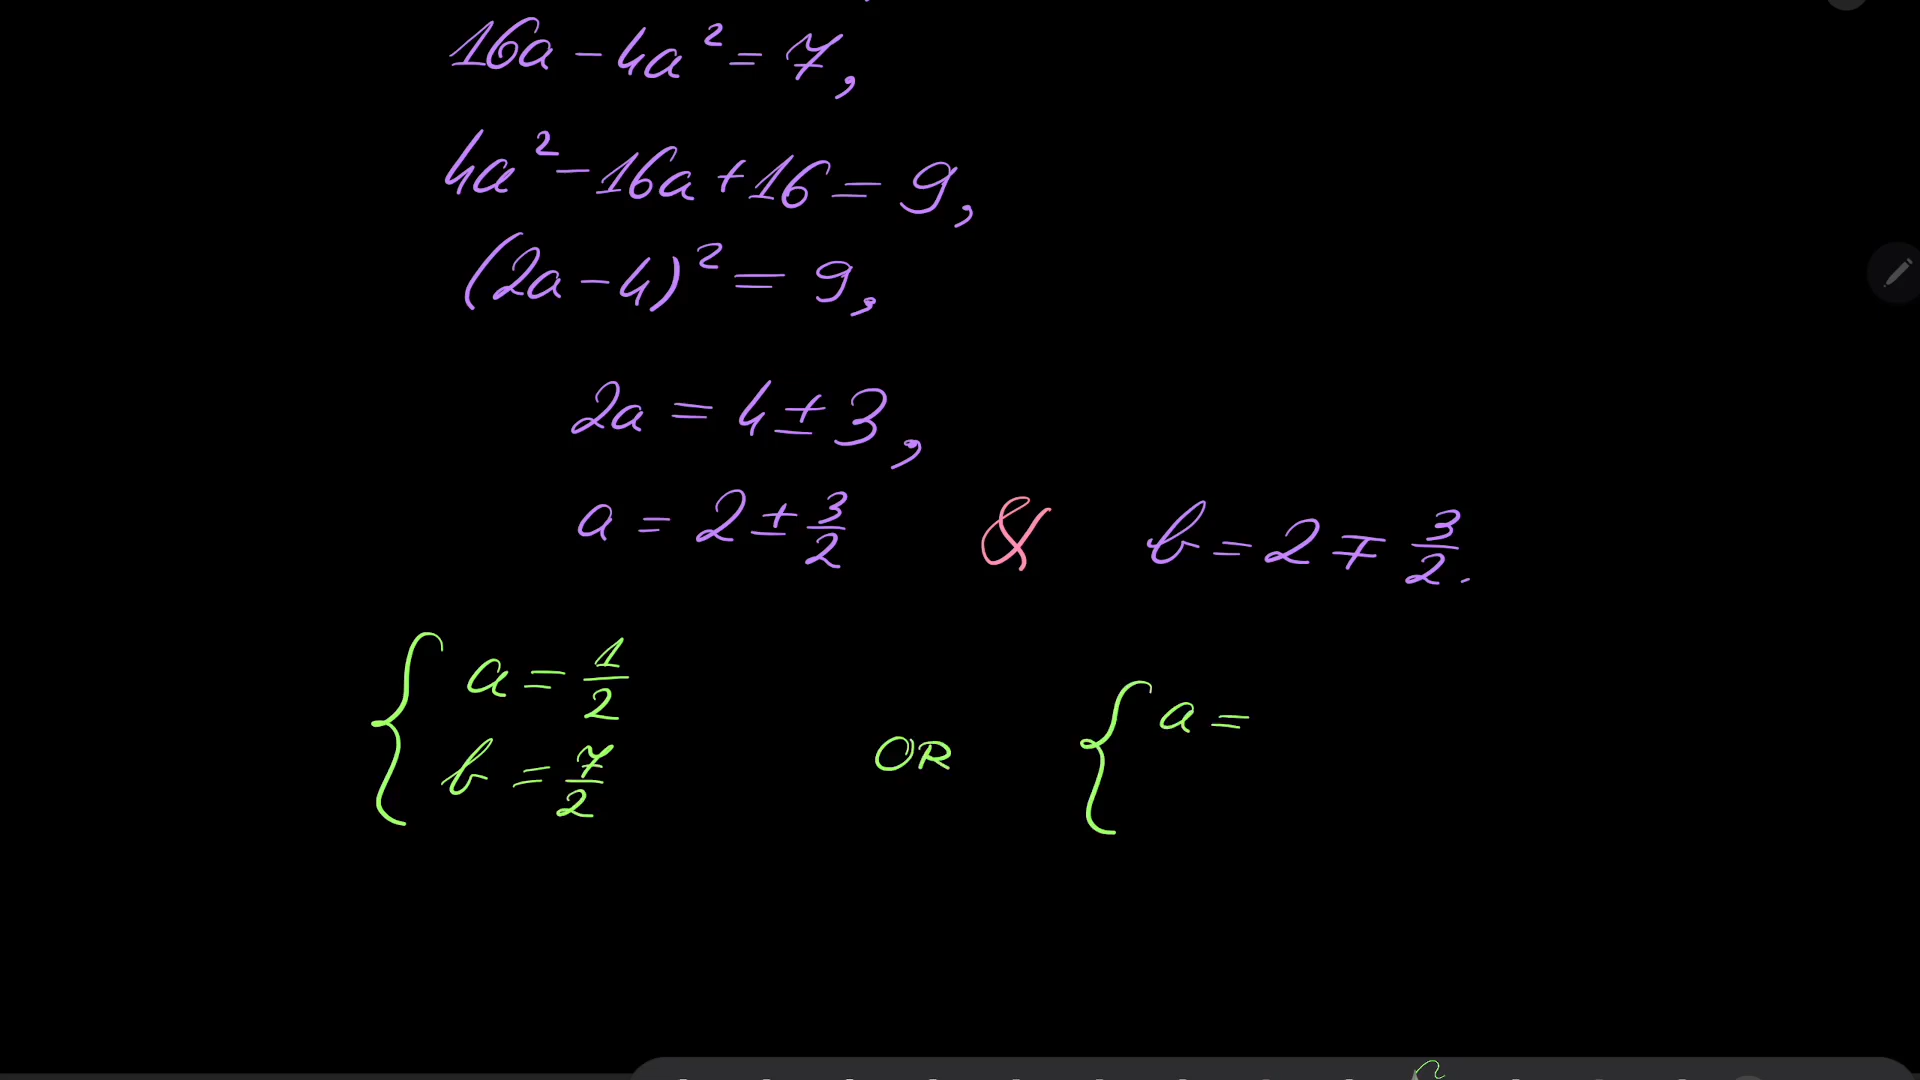 16a - 4a² = 7,
4a² - 16a + 16 = 9,
(2a - 4)² = 9,
2a = 4 ± 3,
a = 2 ± 3/2 & b = 2 ∓ 3/2.
{ a = 1/2
b = 7/2 OR { a =